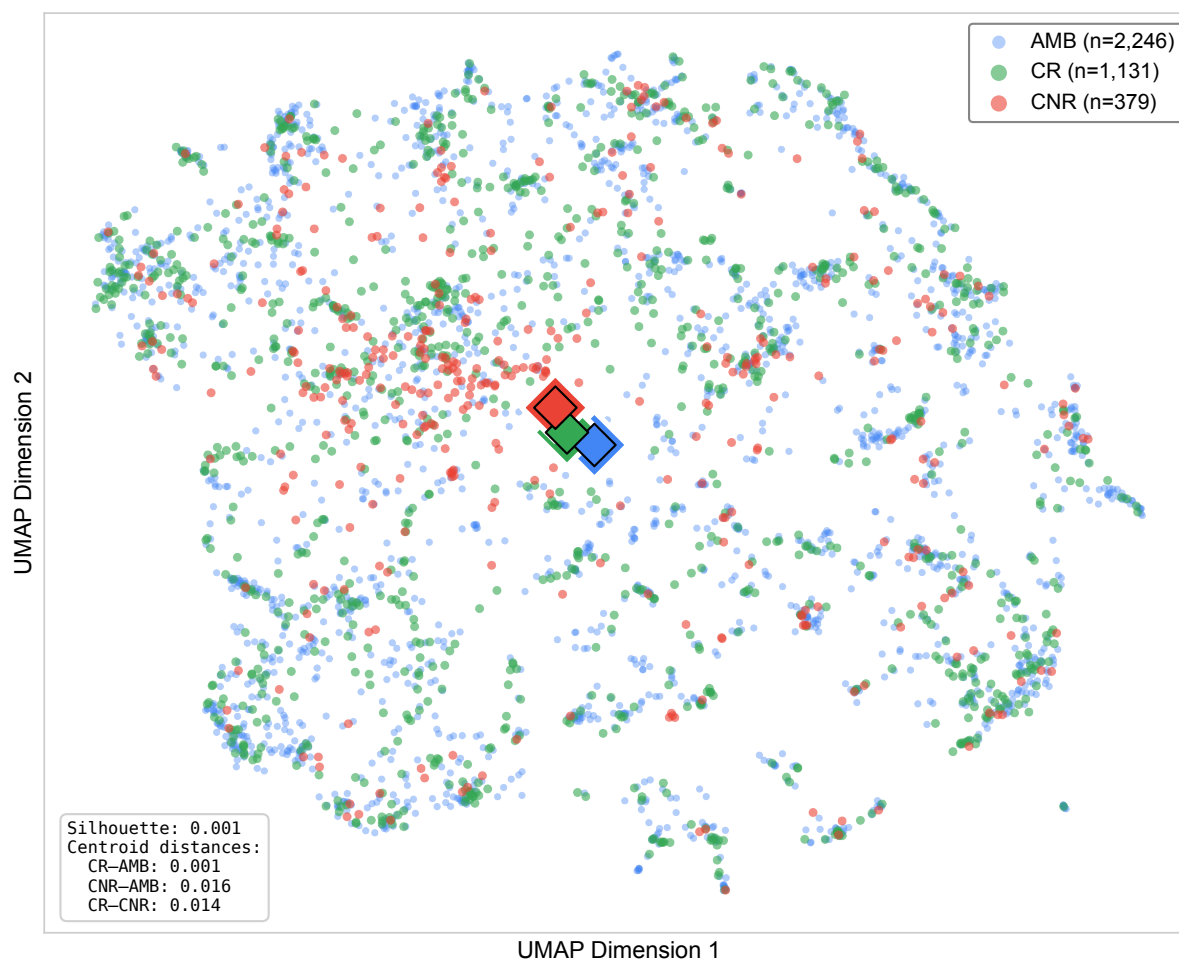 AMB (n=2,246)
CR (n=1,131)
CNR (n=379)
UMAP Dimension 2
Silhouette: 0.001
Centroid distances:
CR–AMB: 0.001
CNR–AMB: 0.016
CR–CNR: 0.014
UMAP Dimension 1